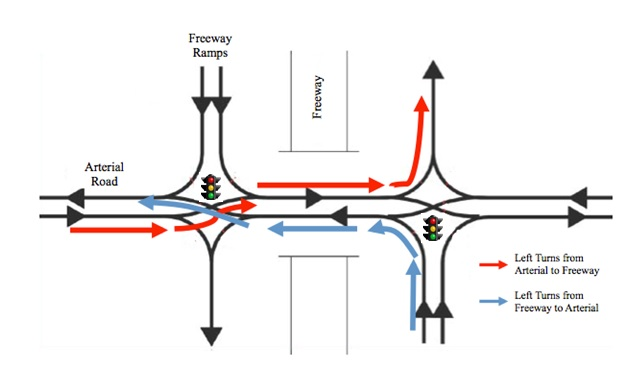 Freeway
Ramps
Freeway
Arterial
Road
Left Turns from
Arterial to Freeway
Left Turns from
Freeway to Arterial